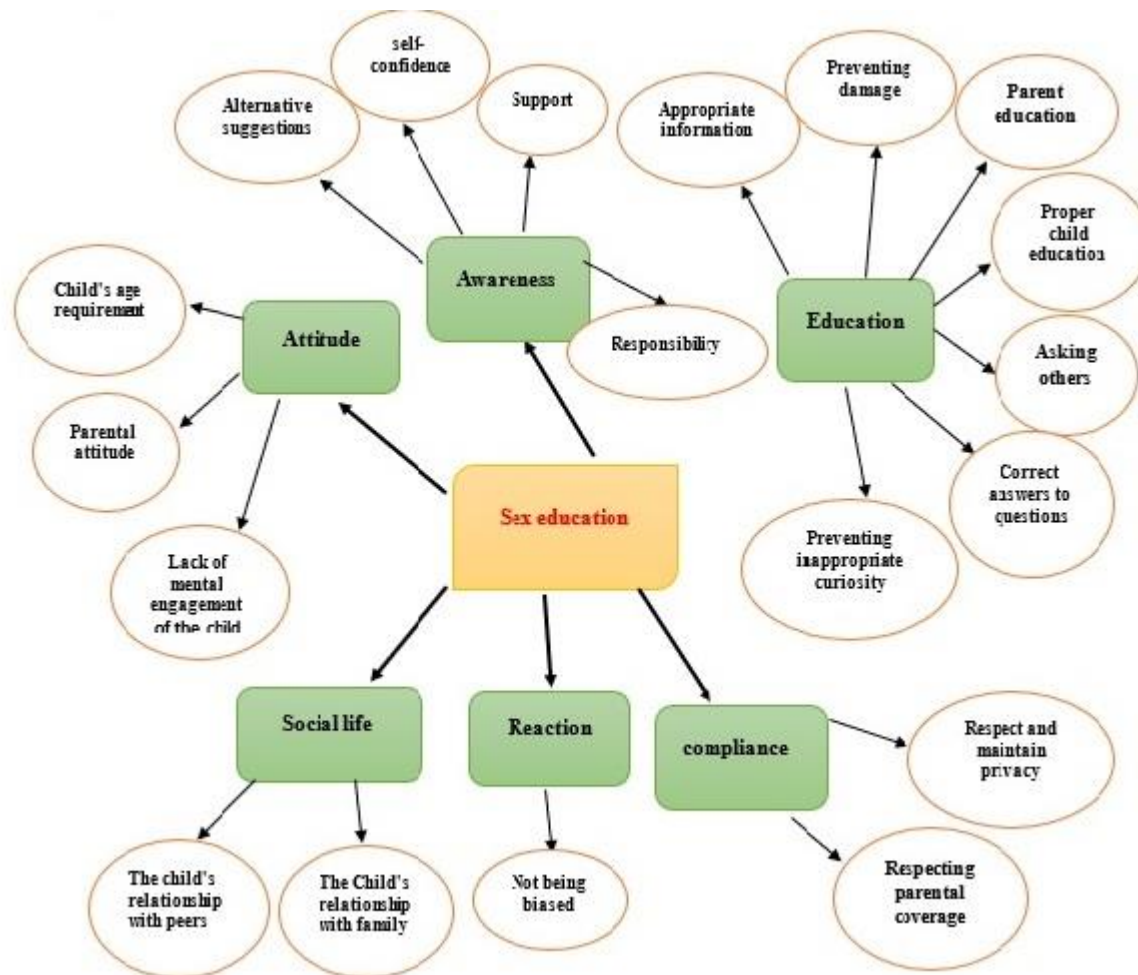 self-
confidence
Alternative
suggestions
Support
Preventing
damage
Appropriate
information
Parent
education
Proper
child
education
Awareness
Education
Child's age
requirement
Attitude
Responsibility
Asking
others
Parental
attitude
Correct
answers to
questions
Sex education
Preventing
inappropriate
curiosity
Lack of
mental
engagement
of the child
Social life
Reaction
compliance
Respect and
maintain
privacy
The child's
relationship
with peers
The Child's
relationship
with family
Not being
biased
Respecting
parental
coverage